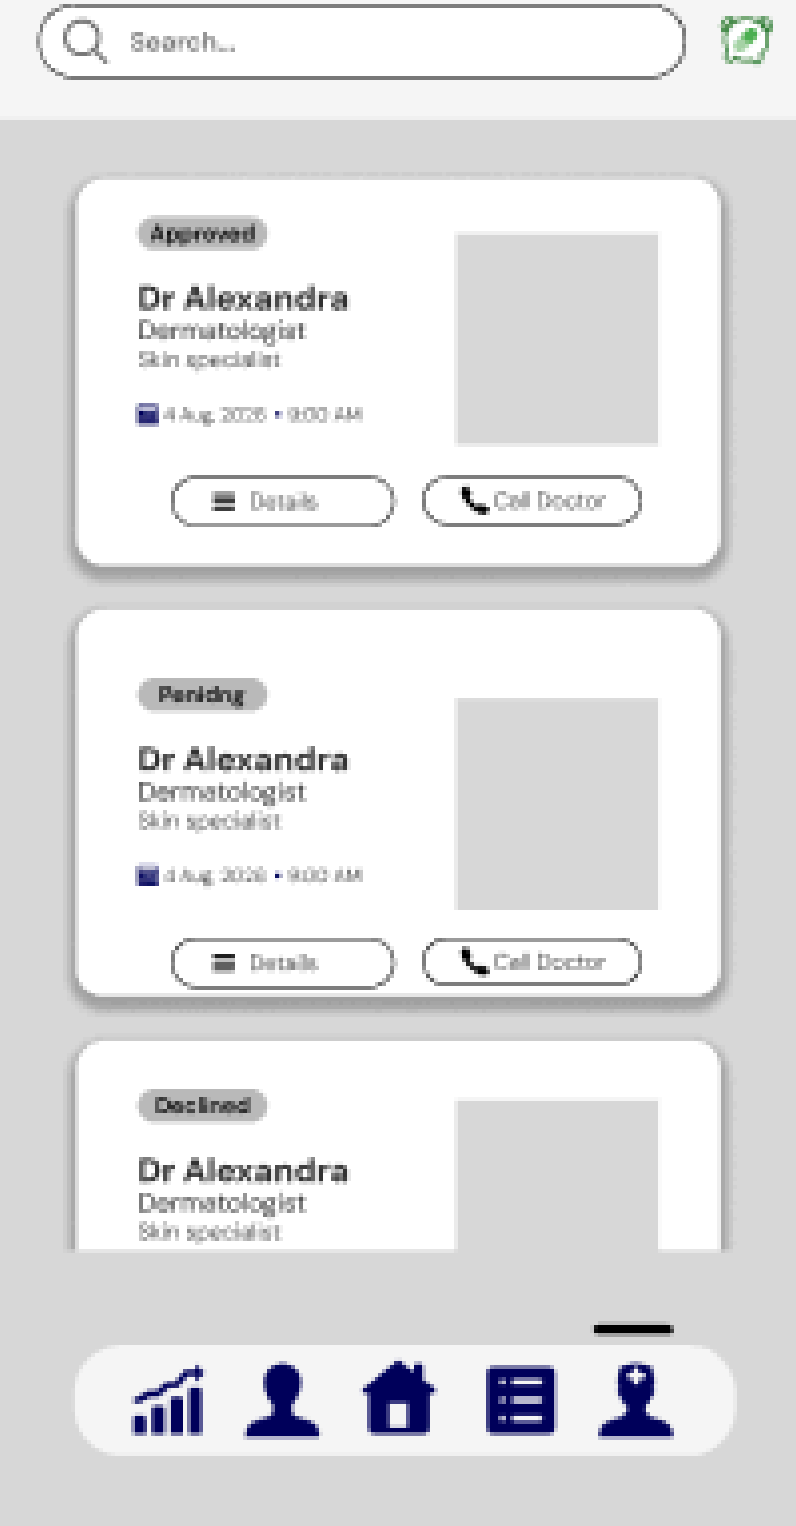 Search...
Approved
Dr Alexandra
Dermatologist
Skin specialist
4 Aug, 2026 • 9:00 AM
Details
Call Doctor
Penidng
Dr Alexandra
Dermatologist
Skin specialist
4 Aug, 2026 • 9:00 AM
Details
Call Doctor
Declined
Dr Alexandra
Dermatologist
Skin specialist